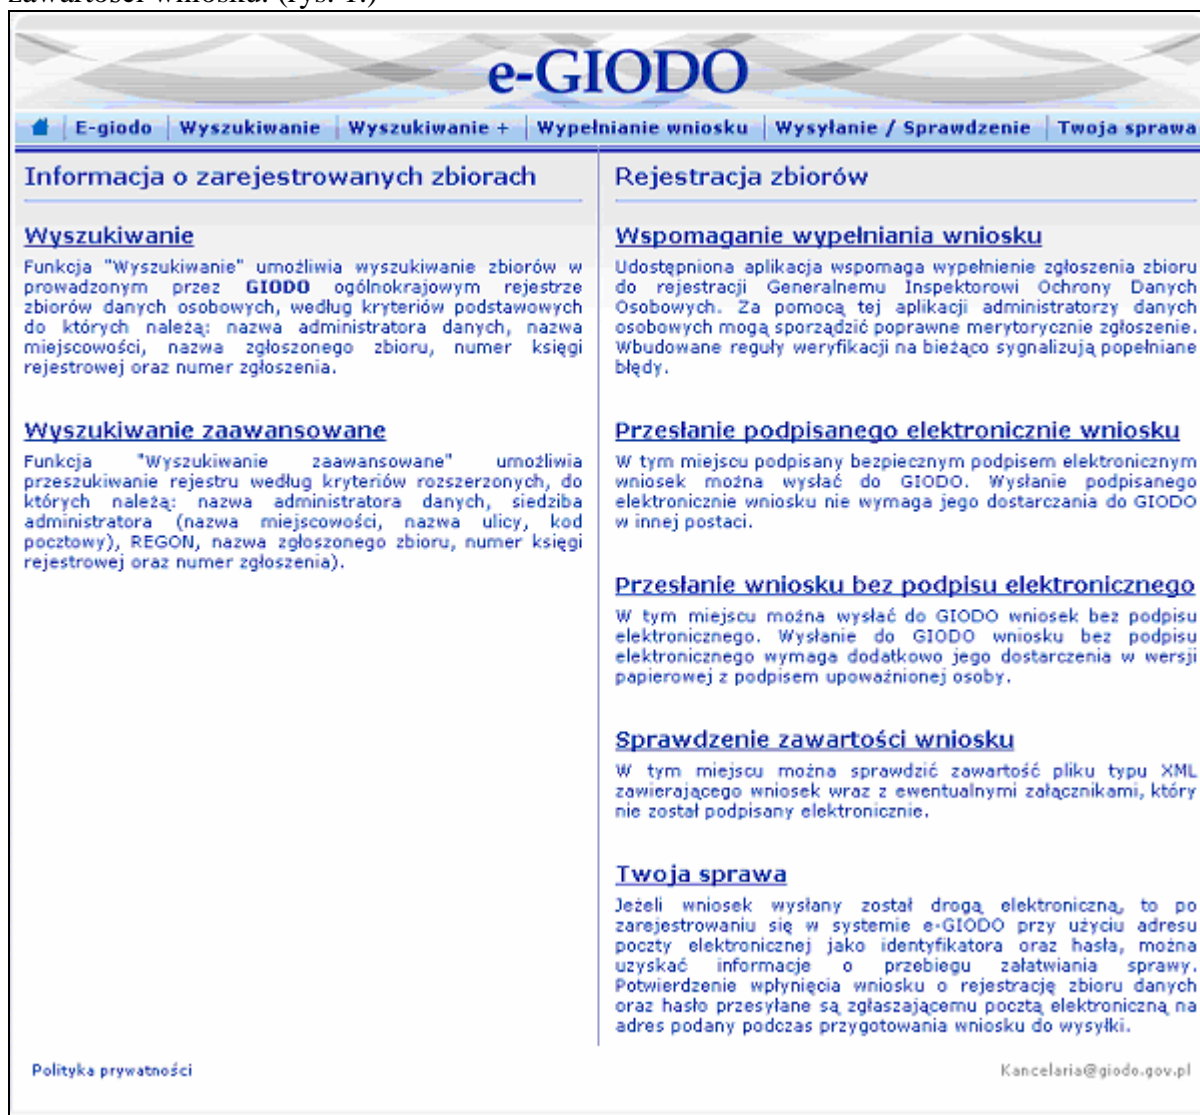 zawartości wniosku. (rys. 1.)
e-GIODO
E-giodo Wyszukiwanie Wyszukiwanie + Wypełnianie wniosku Wysyłanie / Sprawdzenie Twoja sprawa
Informacja o zarejestrowanych zbiorach
Wyszukiwanie
Funkcja "Wyszukiwanie" umożliwia wyszukiwanie zbiorów w
prowadzonym przez GIODO ogólnokrajowym rejestrze
zbiorów danych osobowych, według kryteriów podstawowych
do których należą: nazwa administratora danych, nazwa
miejscowości, nazwa zgłoszonego zbioru, numer księgi
rejestrowej oraz numer zgłoszenia.
Wyszukiwanie zaawansowane
Funkcja "Wyszukiwanie zaawansowane" umożliwia
przeszukiwanie rejestru według kryteriów rozszerzonych, do
których należą: nazwa administratora danych, siedziba
administratora (nazwa miejscowości, nazwa ulicy, kod
pocztowy), REGON, nazwa zgłoszonego zbioru, numer księgi
rejestrowej oraz numer zgłoszenia).
Rejestracja zbiorów
Wspomaganie wypełniania wniosku
Udostępniona aplikacja wspomaga wypełnienie zgłoszenia zbioru
do rejestracji Generalnemu Inspektorowi Ochrony Danych
Osobowych. Za pomocą tej aplikacji administratorzy danych
osobowych mogą sporządzić poprawne merytorycznie zgłoszenie.
Wbudowane reguły weryfikacji na bieżąco sygnalizują popełniane
błędy.
Przesłanie podpisanego elektronicznie wniosku
W tym miejscu podpisany bezpiecznym podpisem elektronicznym
wniosek można wysłać do GIODO. Wysłanie podpisanego
elektronicznie wniosku nie wymaga jego dostarczania do GIODO
w innej postaci.
Przesłanie wniosku bez podpisu elektronicznego
W tym miejscu można wysłać do GIODO wniosek bez podpisu
elektronicznego. Wysłanie do GIODO wniosku bez podpisu
elektronicznego wymaga dodatkowo jego dostarczenia w wersji
papierowej z podpisem upoważnionej osoby.
Sprawdzenie zawartości wniosku
W tym miejscu można sprawdzić zawartość pliku typu XML
zawierającego wniosek wraz z ewentualnymi załącznikami, który
nie został podpisany elektronicznie.
Twoja sprawa
Jeżeli wniosek wysłany został drogą elektroniczną, to po
zarejestrowaniu się w systemie e-GIODO przy użyciu adresu
poczty elektronicznej jako identyfikatora oraz hasła, można
uzyskać informacje o przebiegu załatwiania sprawy.
Potwierdzenie wpłynięcia wniosku o rejestrację zbioru danych
oraz hasło przesyłane są zgłaszającemu pocztą elektroniczną na
adres podany podczas przygotowania wniosku do wysyłki.
Polityka prywatności
Kancelaria@giodo.gov.pl